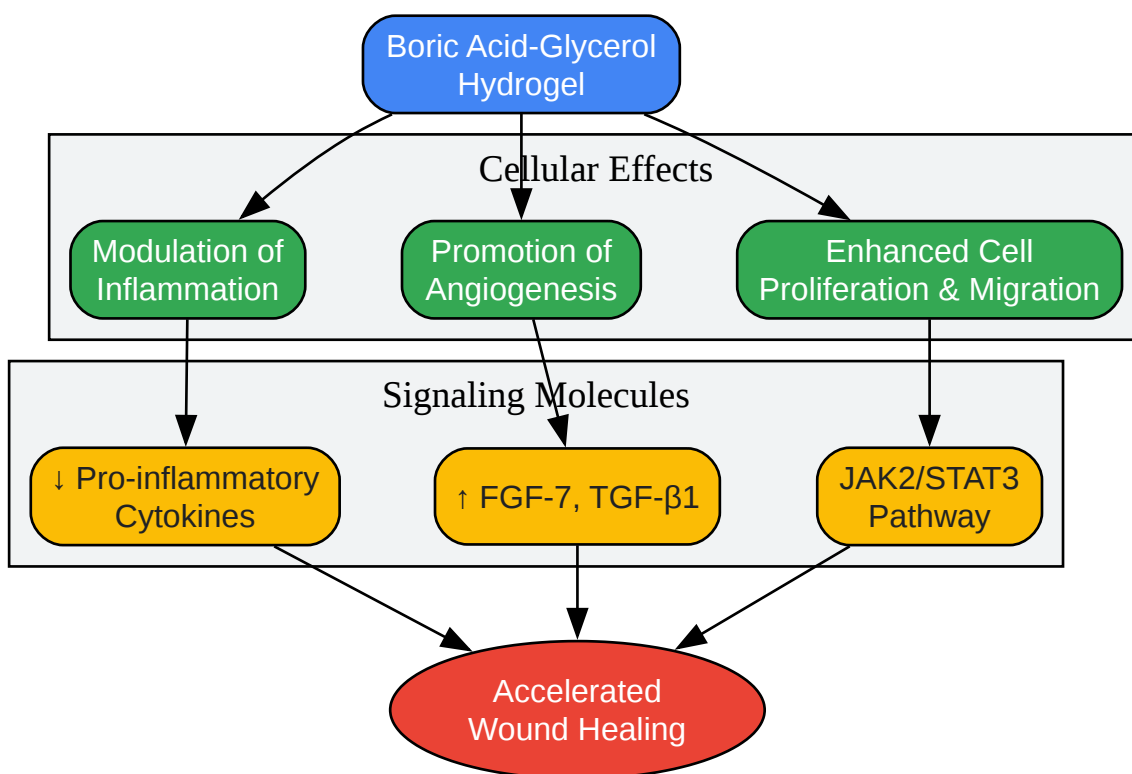 Boric Acid-Glycerol
Hydrogel
Cellular Effects
Modulation of
Inflammation
Promotion of
Angiogenesis
Enhanced Cell
Proliferation & Migration
Signaling Molecules
↓ Pro-inflammatory
Cytokines
↑ FGF-7, TGF-β1
JAK2/STAT3
Pathway
Accelerated
Wound Healing